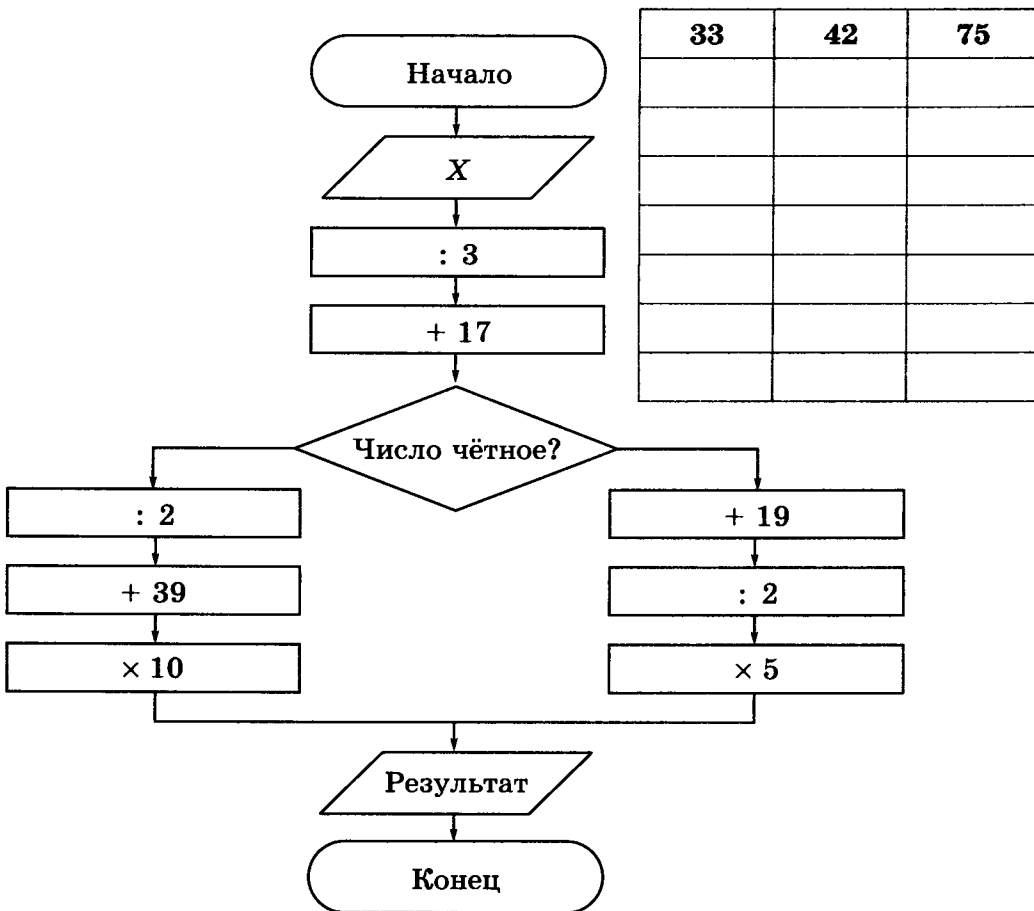 Начало
X
: 3
+ 17
Число чётное?
: 2
+ 39
× 10
+ 19
: 2
× 5
Результат
Конец
33 42 75